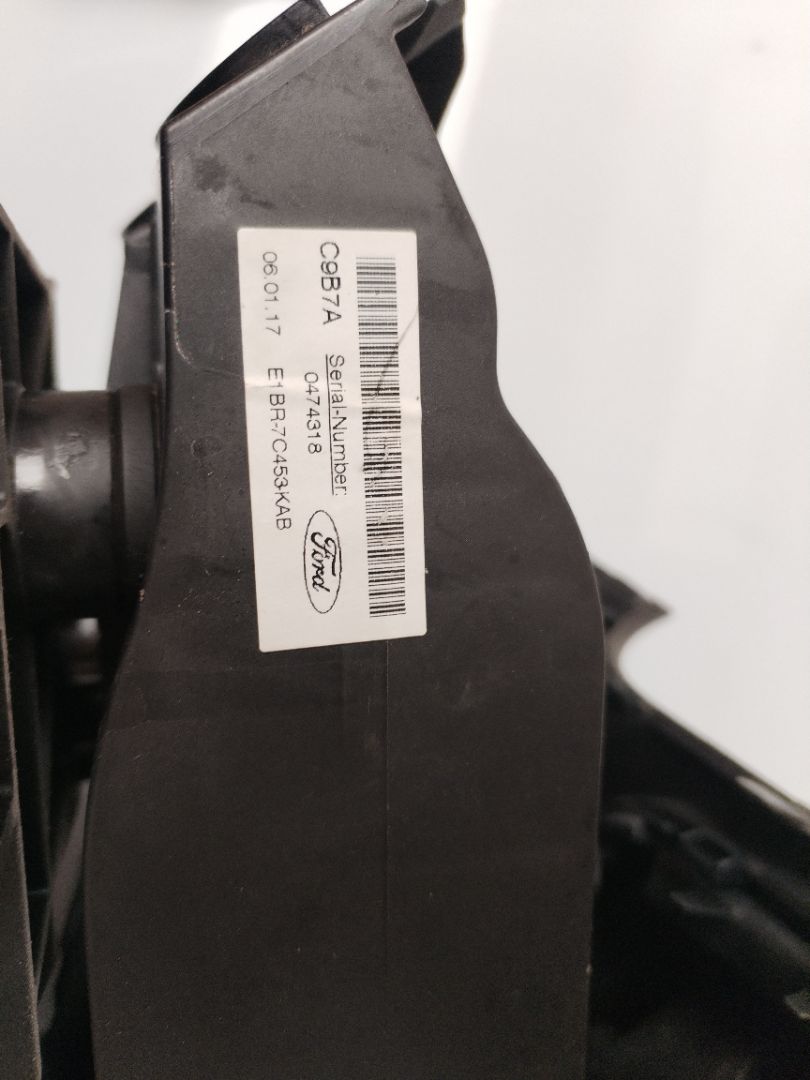 C9B7A Serial-Number:
0474318
Ford
06.01.17 E1BR-7C453-KAB